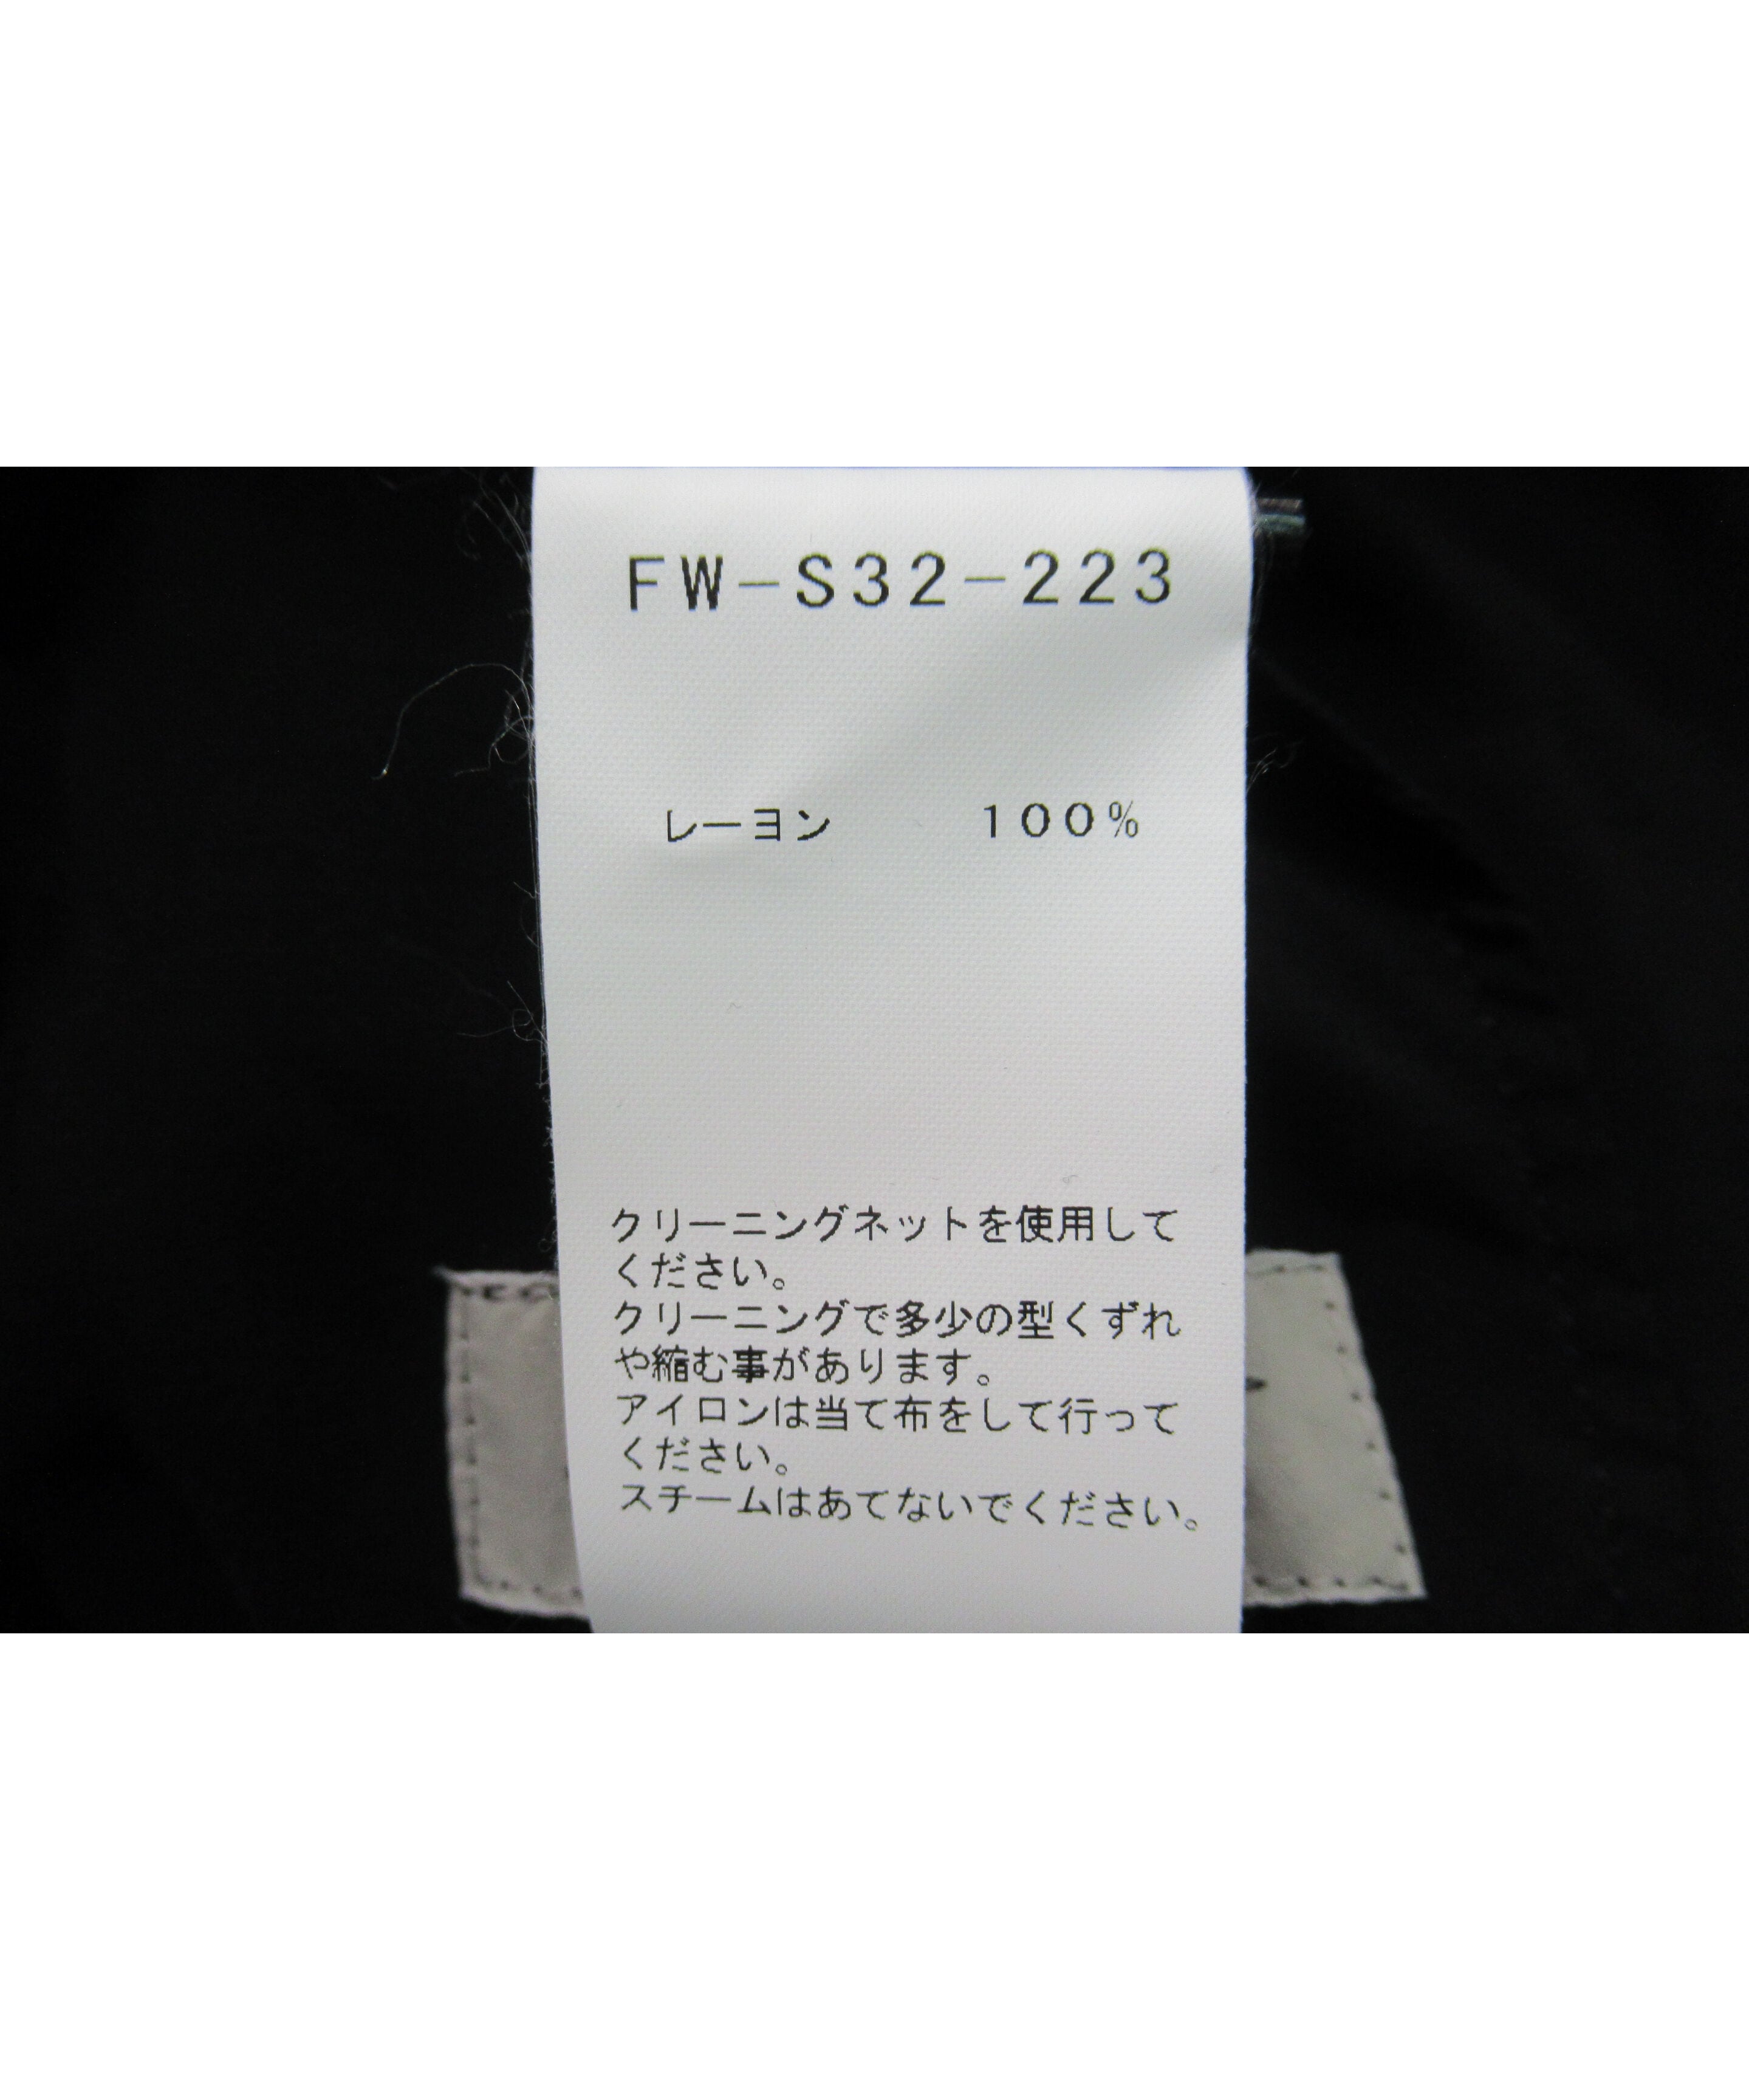 FW-S32-223
レーヨン 100%
クリーニングネットを使用して
ください。
クリーニングで多少の型くずれ
や縮む事があります。
アイロンは当て布をして行って
ください。
スチームはあてないでください。